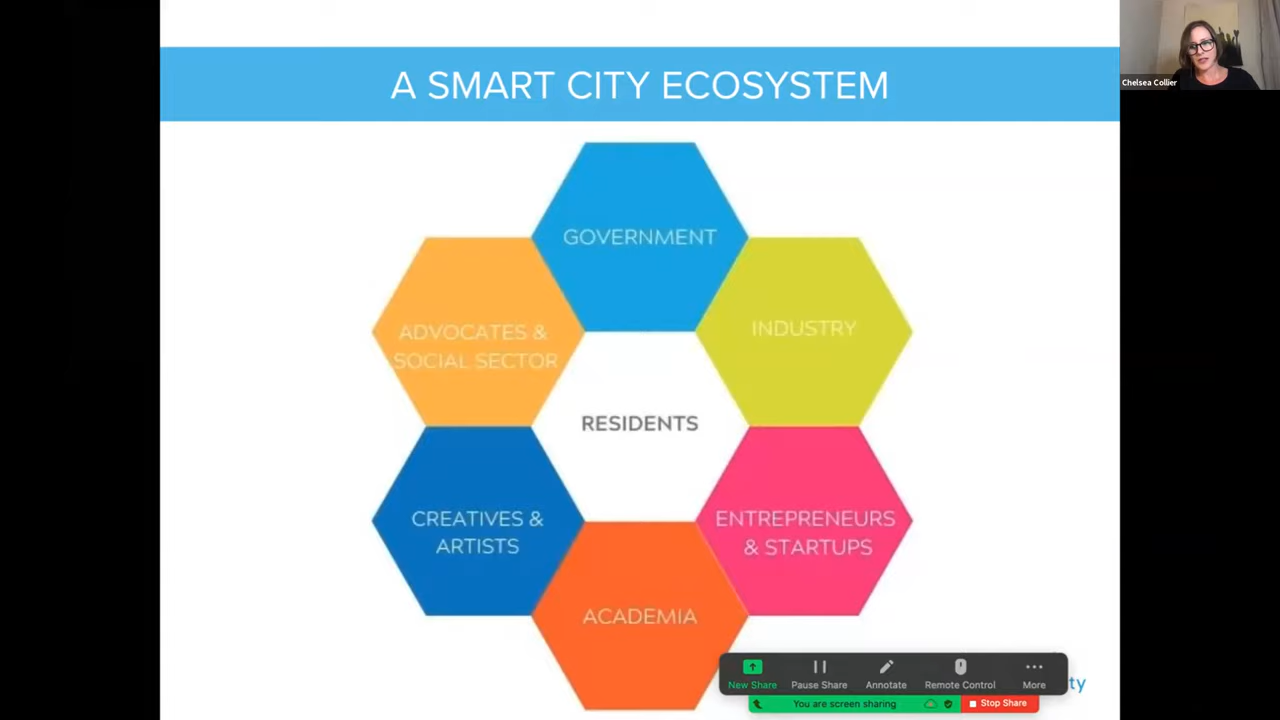 A SMART CITY ECOSYSTEM
Chelsea Collier
GOVERNMENT
ADVOCATES &
SOCIAL SECTOR
INDUSTRY
RESIDENTS
CREATIVES &
ARTISTS
ENTREPRENEURS
& STARTUPS
ACADEMIA
New Share
Pause Share
Annotate
Remote Control
More
ty
You are screen sharing
Stop Share